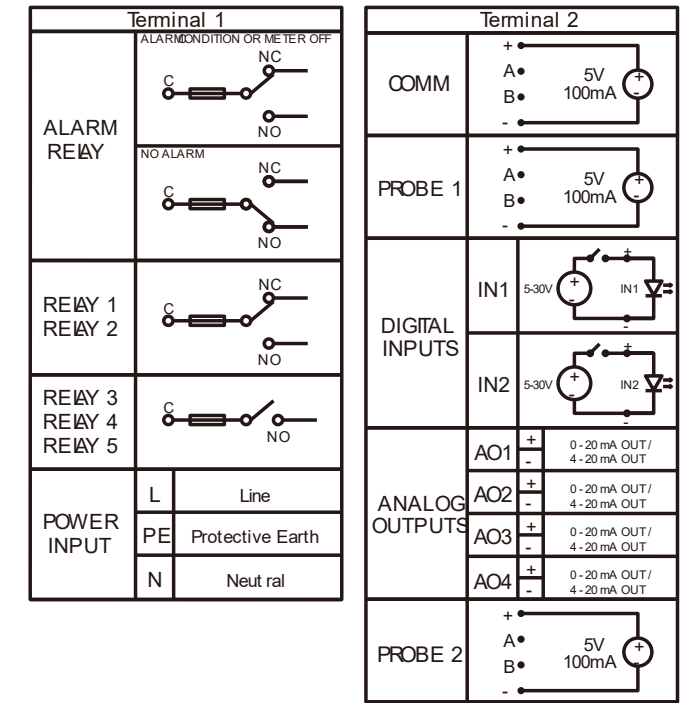 Terminal 1
ALARM CONDITION OR METER OFF
NC
C
NO
ALARM
RELAY
NO ALARM
NC
C
NO
RELAY 1
RELAY 2
NC
C
NO
RELAY 3
RELAY 4
RELAY 5
C
NO
POWER
INPUT
L
Line
PE
Protective Earth
N
Neutral
Terminal 2
COMM
+
A
B
-
5V
100mA
+
-
PROBE 1
+
A
B
-
5V
100mA
+
-
DIGITAL
INPUTS
IN1
5-30V
+
-
+
IN1
-
IN2
5-30V
+
-
+
IN2
-
ANALOG
OUTPUTS
AO1
+
-
0 - 20 mA OUT /
4 - 20 mA OUT
AO2
+
-
0 - 20 mA OUT /
4 - 20 mA OUT
AO3
+
-
0 - 20 mA OUT /
4 - 20 mA OUT
AO4
+
-
0 - 20 mA OUT /
4 - 20 mA OUT
PROBE 2
+
A
B
-
5V
100mA
+
-